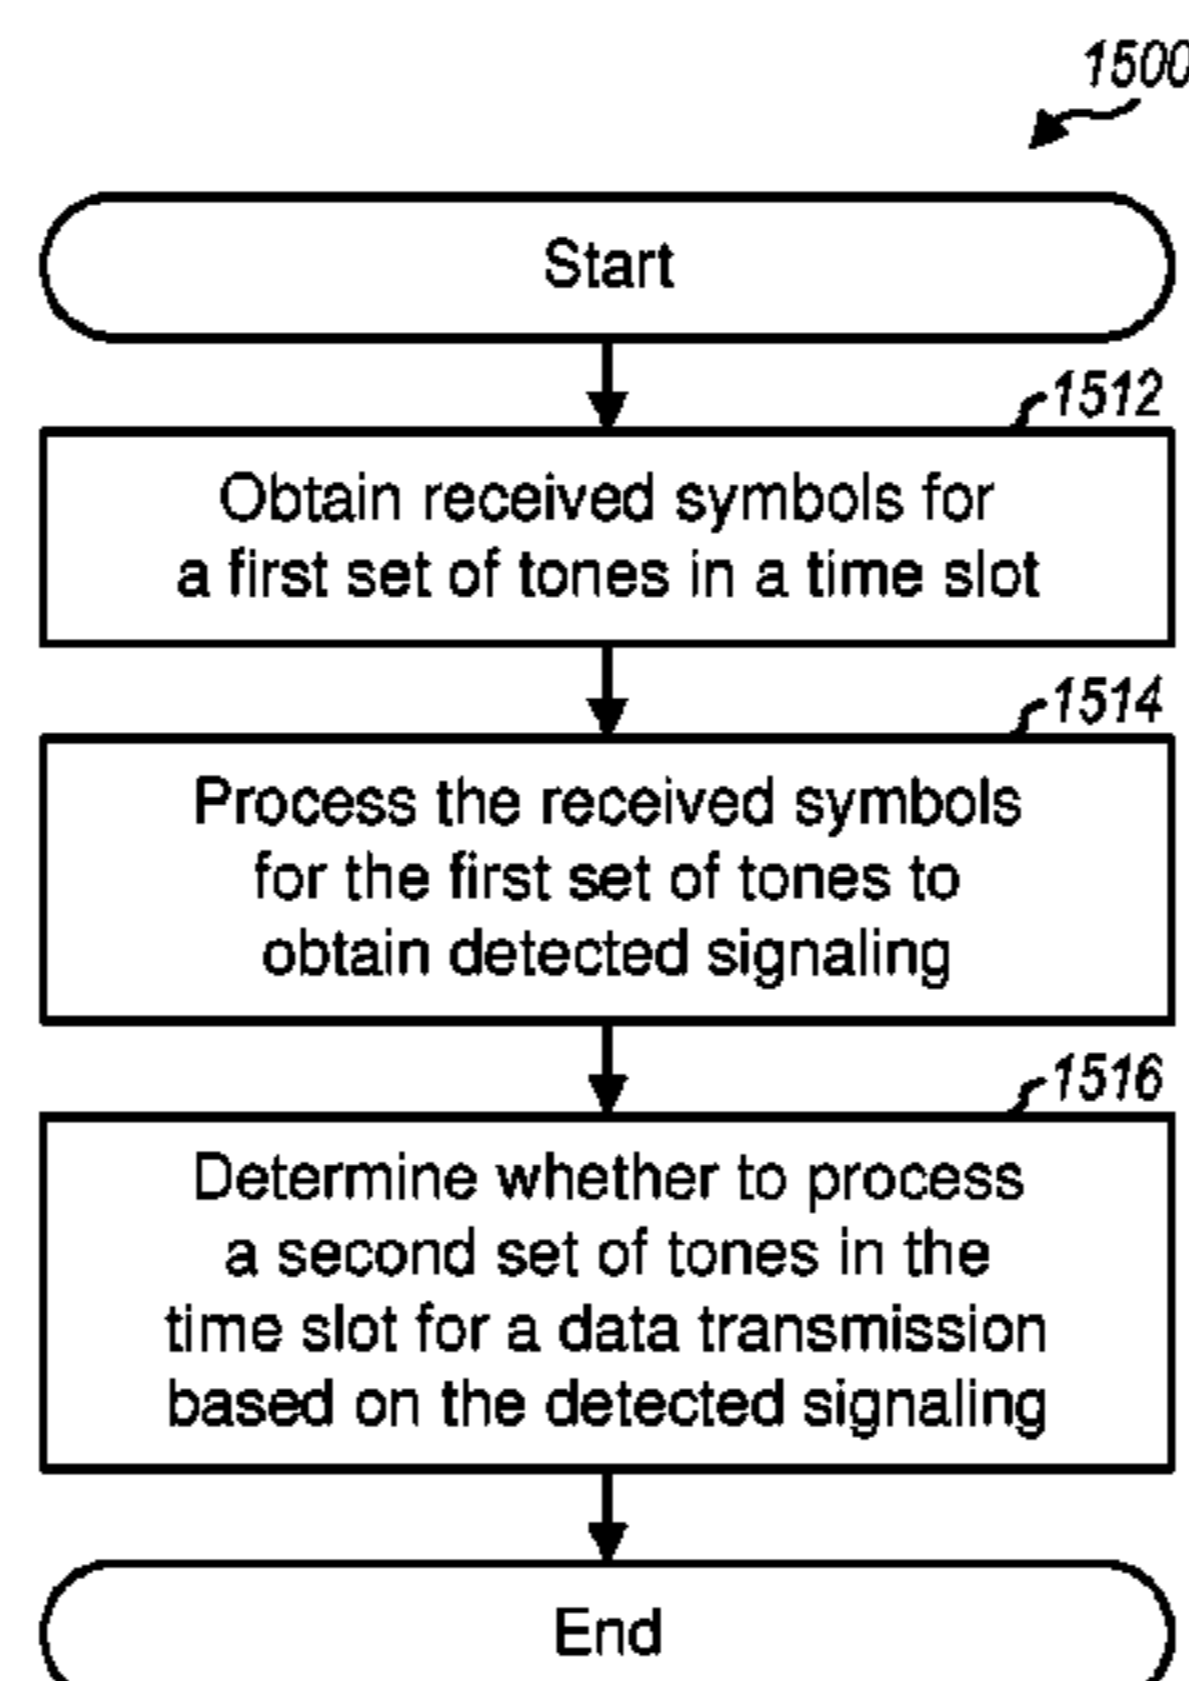 1500
Start
1512
Obtain received symbols for
a first set of tones in a time slot
1514
Process the received symbols
for the first set of tones to
obtain detected signaling
1516
Determine whether to process
a second set of tones in the
time slot for a data transmission
based on the detected signaling
End